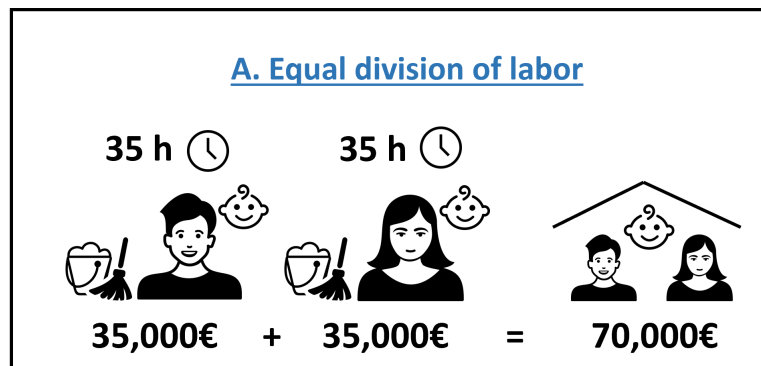 A. Equal division of labor
35 h 35 h
35,000€ + 35,000€ = 70,000€